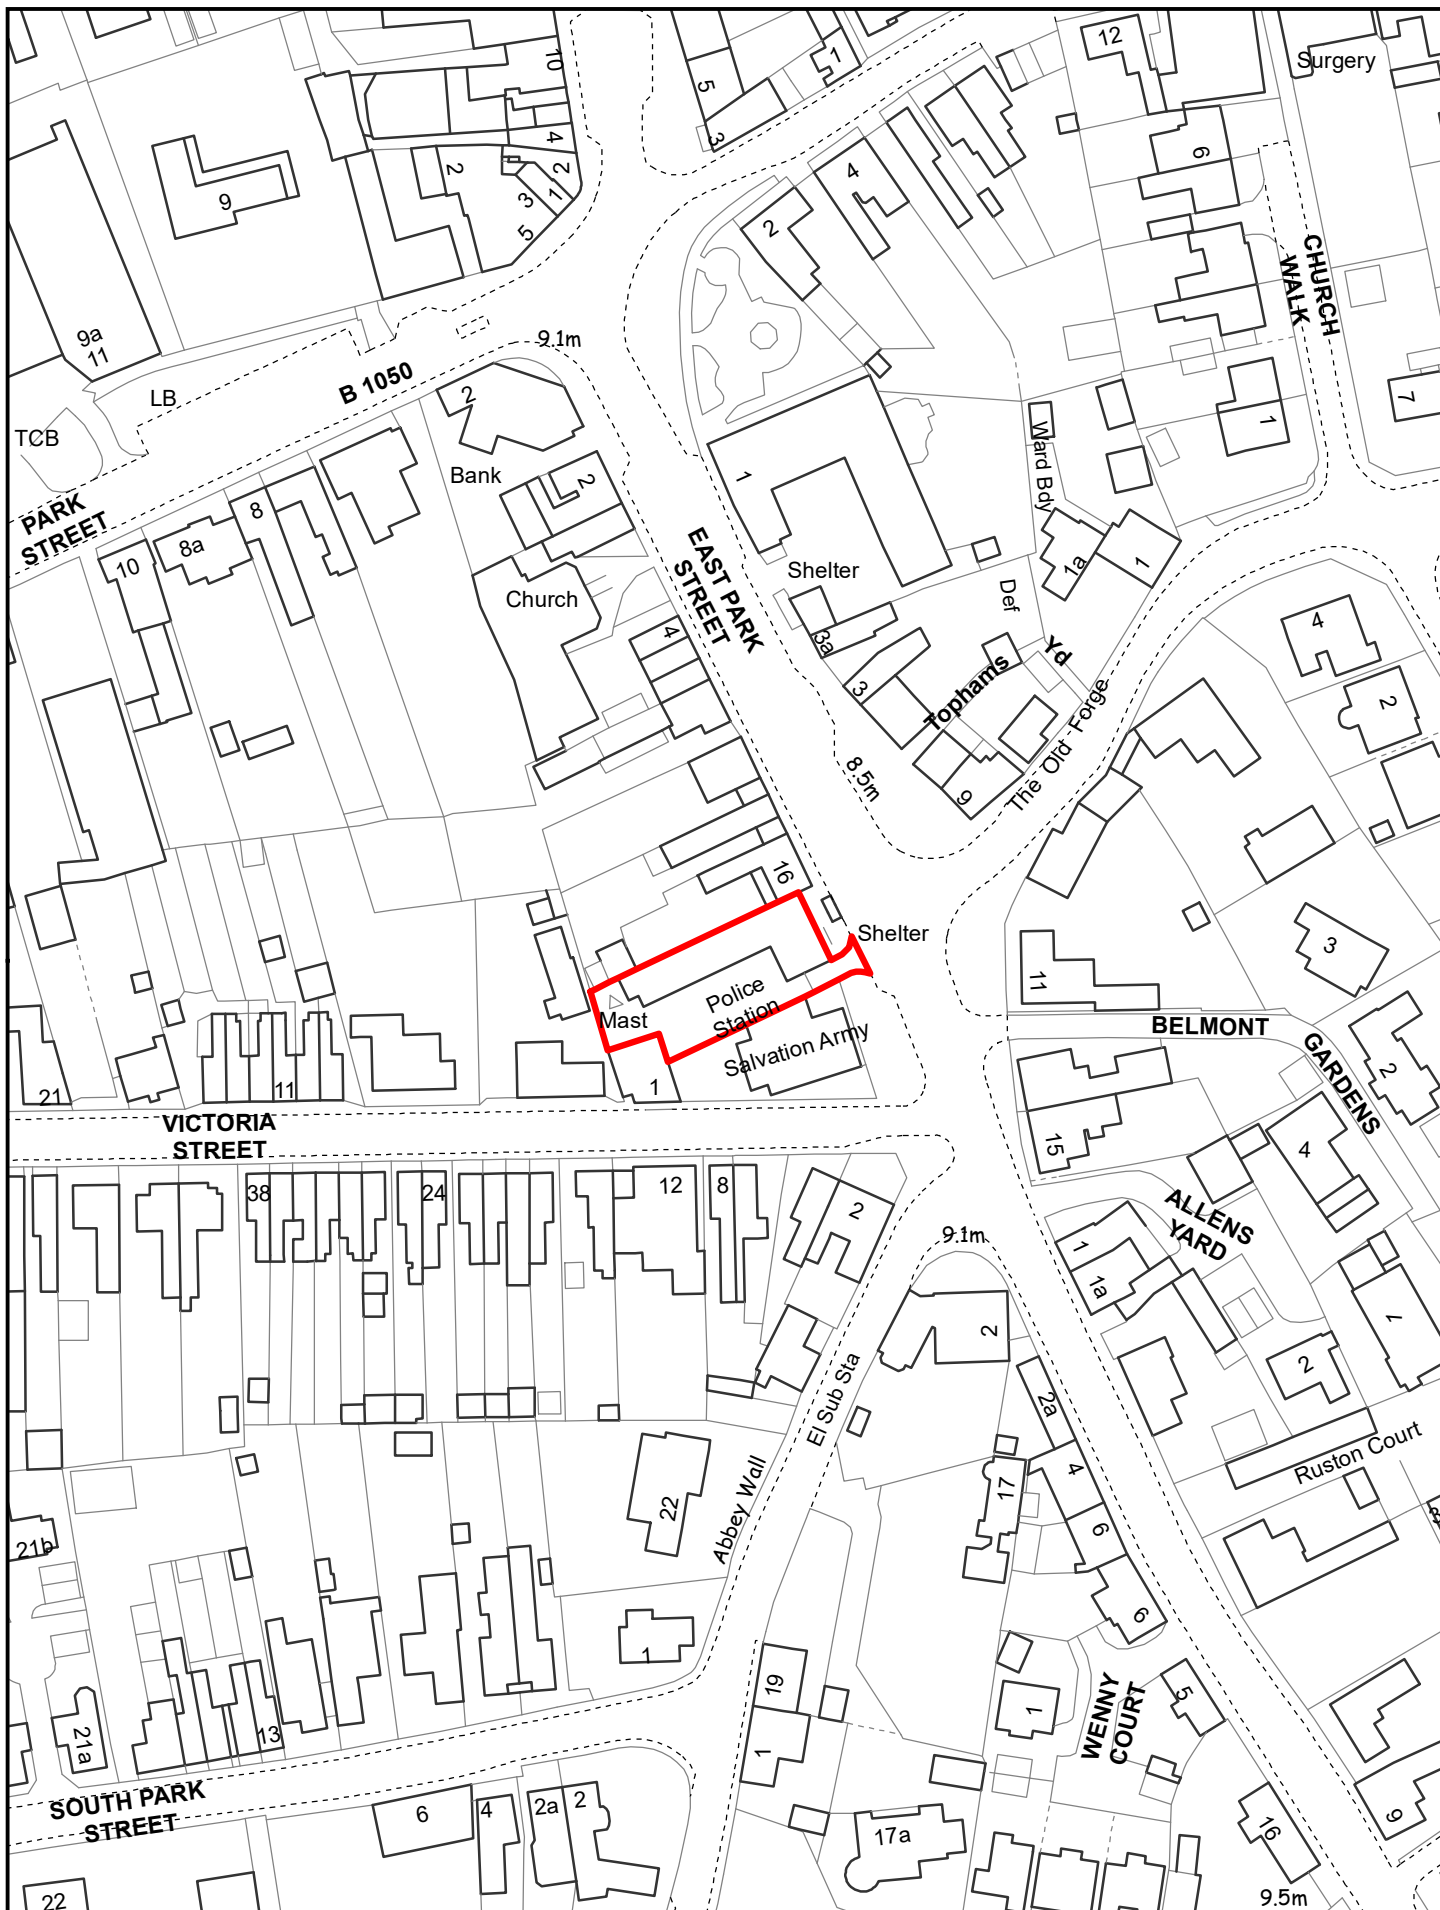 10
5
3
1
12
Surgery
4
2
2
3
1
5
9
9a
11
4
2
6
CHURCH
WALK
9.1m
B 1050
LB
TCB
2
Bank
2
1
Ward Bdy
1
7
PARK
STREET
8
8a
10
Church
EAST PARK
STREET
Shelter
3a
3
Def
1a
1
4
4
2
Tophams
Yd
The Old Forge
9
8.5m
16
Shelter
Police
Station
Mast
Salvation Army
1
11
3
BELMONT
GARDENS
2
21
11
VICTORIA
STREET
15
4
38
24
12
8
2
9.1m
ALLENS
YARD
1
1a
2
2
El Sub Sta
2a
4
6
6
17
Ruston Court
22
Abbey Wall
21b
1
19
1
1
WENNY
COURT
5
21a
13
SOUTH PARK
STREET
6
4
2a
2
17a
16
9
22
9.5m